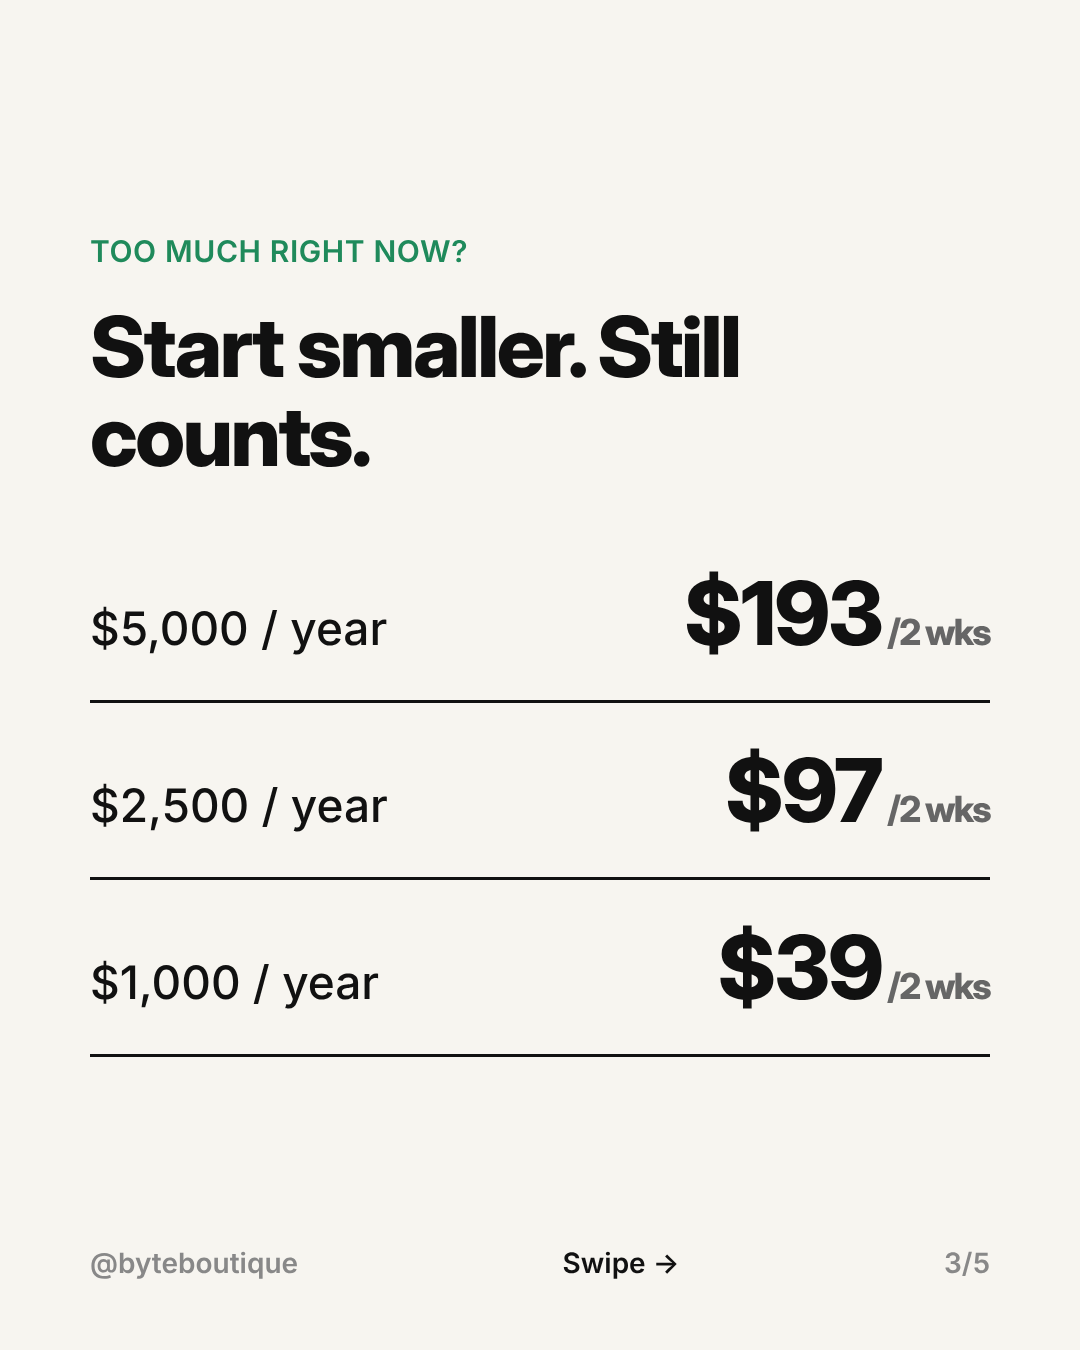 TOO MUCH RIGHT NOW?
Start smaller. Still
counts.
$5,000 / year $193 /2 wks
$2,500 / year $97 /2 wks
$1,000 / year $39 /2 wks
@byteboutique Swipe → 3/5